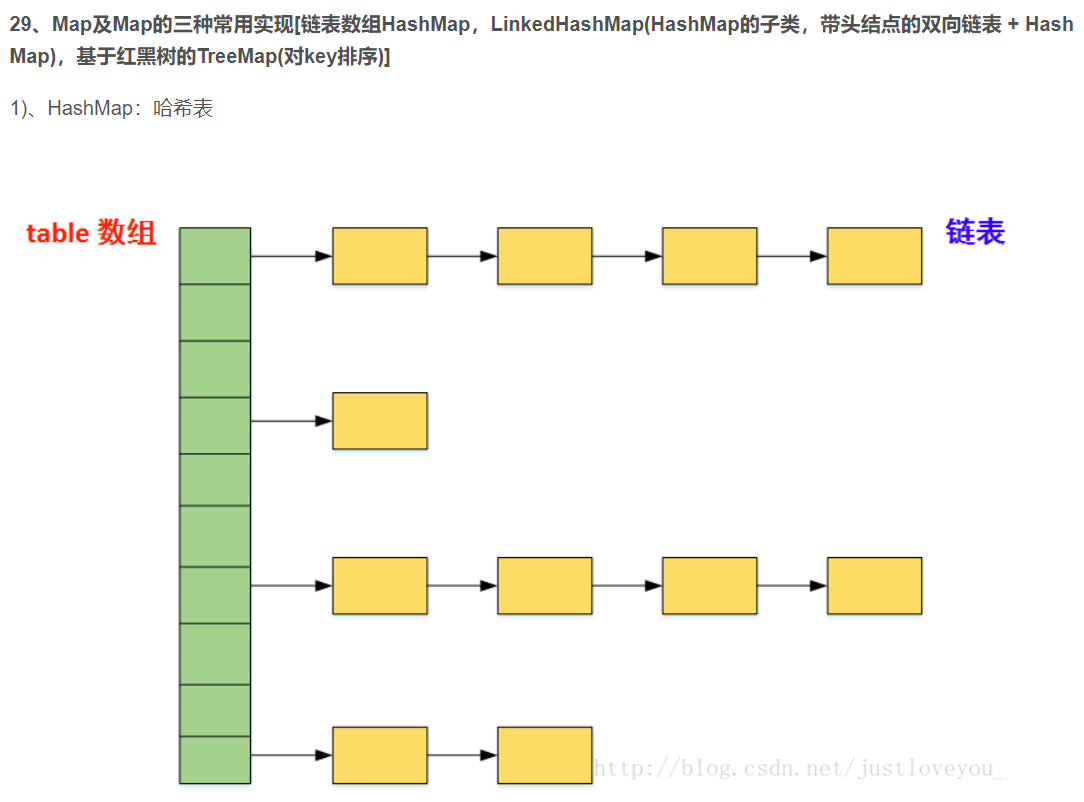 29、Map及Map的三种常用实现[链表数组HashMap，LinkedHashMap(HashMap的子类，带头结点的双向链表 + Hash
Map)，基于红黑树的TreeMap(对key排序)]
1)、HashMap：哈希表
table 数组
链表
http://blog.csdn.net/justloveyou_